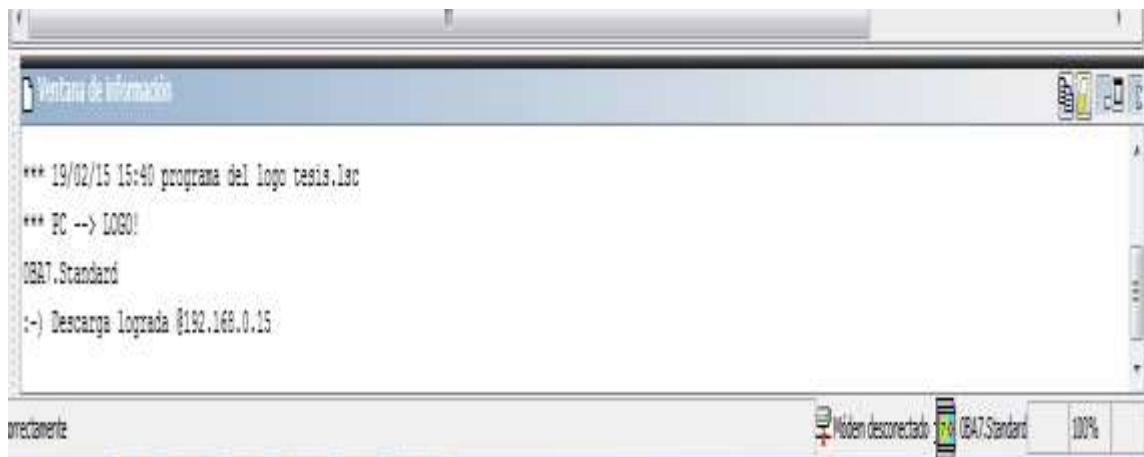 Ventana de información
*** 19/02/15 15:40 programa del logo tesis.lsc
*** PC --> LOGO!
0BA7.Standard
:-) Descarga lograda @192.168.0.15
orrectamente
Módem desconectado
0BA7.Standard
100%